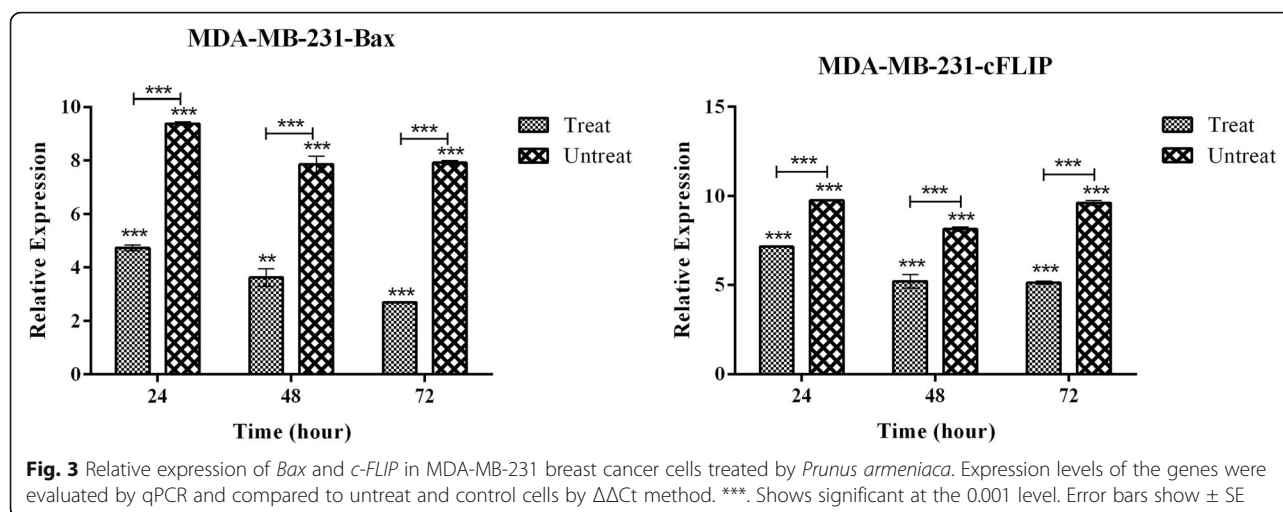 MDA-MB-231-Bax
*** *** *** *** *** ***
*** ** ***
10
8
6
4
2
0
Relative Expression
24 48 72
Time (hour)
Treat
Untreat
MDA-MB-231-cFLIP
*** *** *** *** *** ***
*** *** ***
15
10
5
0
Relative Expression
24 48 72
Time (hour)
Treat
Untreat
Fig. 3 Relative expression of Bax and c-FLIP in MDA-MB-231 breast cancer cells treated by Prunus armeniaca. Expression levels of the genes were
evaluated by qPCR and compared to untreat and control cells by ΔΔCt method. ***. Shows significant at the 0.001 level. Error bars show ± SE